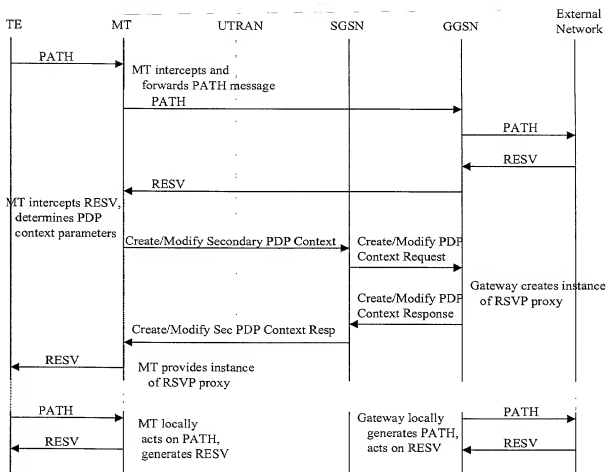 TE MT UTRAN SGSN GGSN External Network
PATH
MT intercepts and
forwards PATH message
PATH
PATH
RESV
RESV
MT intercepts RESV,
determines PDP
context parameters
Create/Modify Secondary PDP Context
Create/Modify PDP
Context Request
Gateway creates instance
of RSVP proxy
Create/Modify PDP
Context Response
Create/Modify Sec PDP Context Resp
RESV
MT provides instance
of RSVP proxy
PATH
MT locally
acts on PATH,
generates RESV
RESV
Gateway locally
generates PATH,
acts on RESV
PATH
RESV